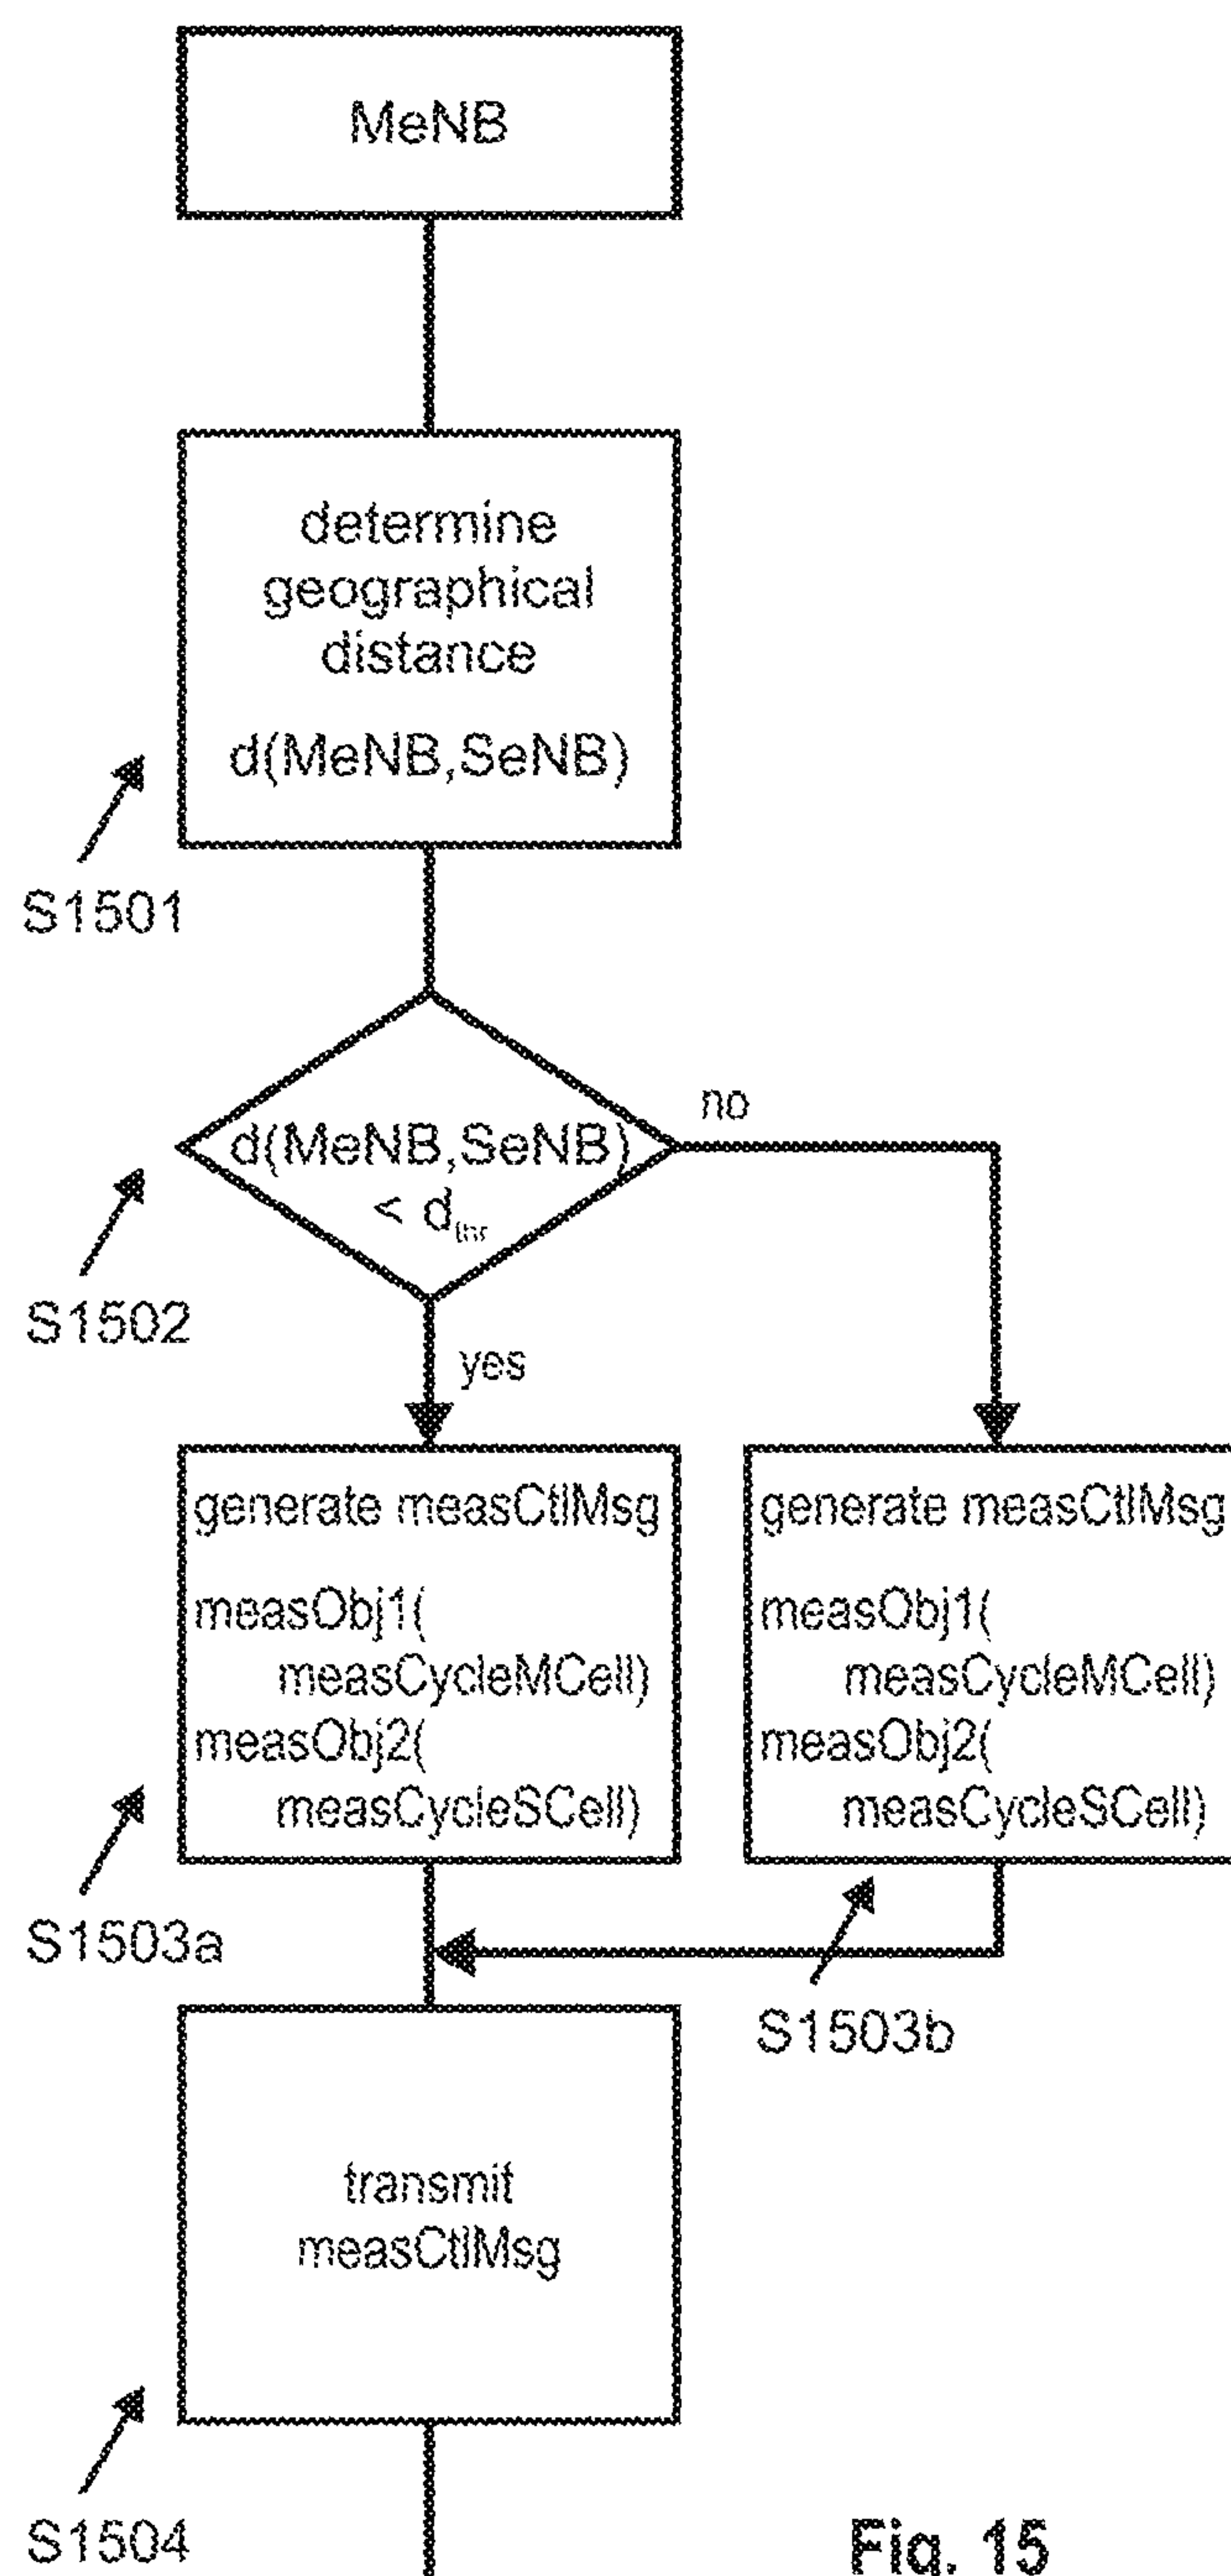 MeNB
determine
geographical
distance
d(MeNB,SeNB)
S1501
no
d(MeNB,SeNB)
< dthr
S1502
yes
generate measCtlMsg
measObj1(
measCycleMCell)
measObj2(
measCycleSCell)
S1503a
generate measCtlMsg
measObj1(
measCycleMCell)
measObj2(
measCycleSCell)
S1503b
transmit
measCtlMsg
S1504
Fig. 15